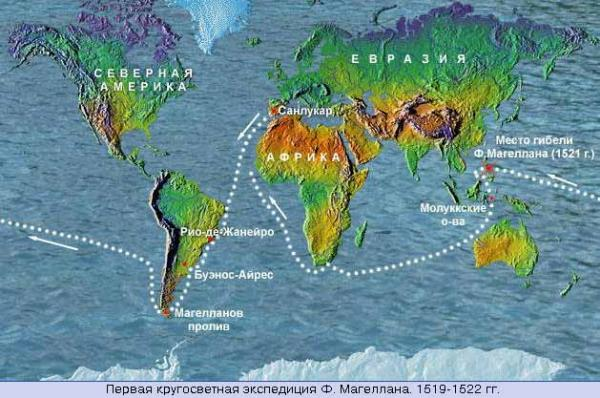 ЕВРАЗИЯ
СЕВЕРНАЯ
АМЕРИКА
Санлукар
Место гибели
Ф.Магеллана (1521 г.)
АФРИКА
Молуккские
о-ва
Рио-де-Жанейро
Буэнос-Айрес
Магелланов
пролив
Первая кругосветная экспедиция Ф. Магеллана. 1519-1522 гг.